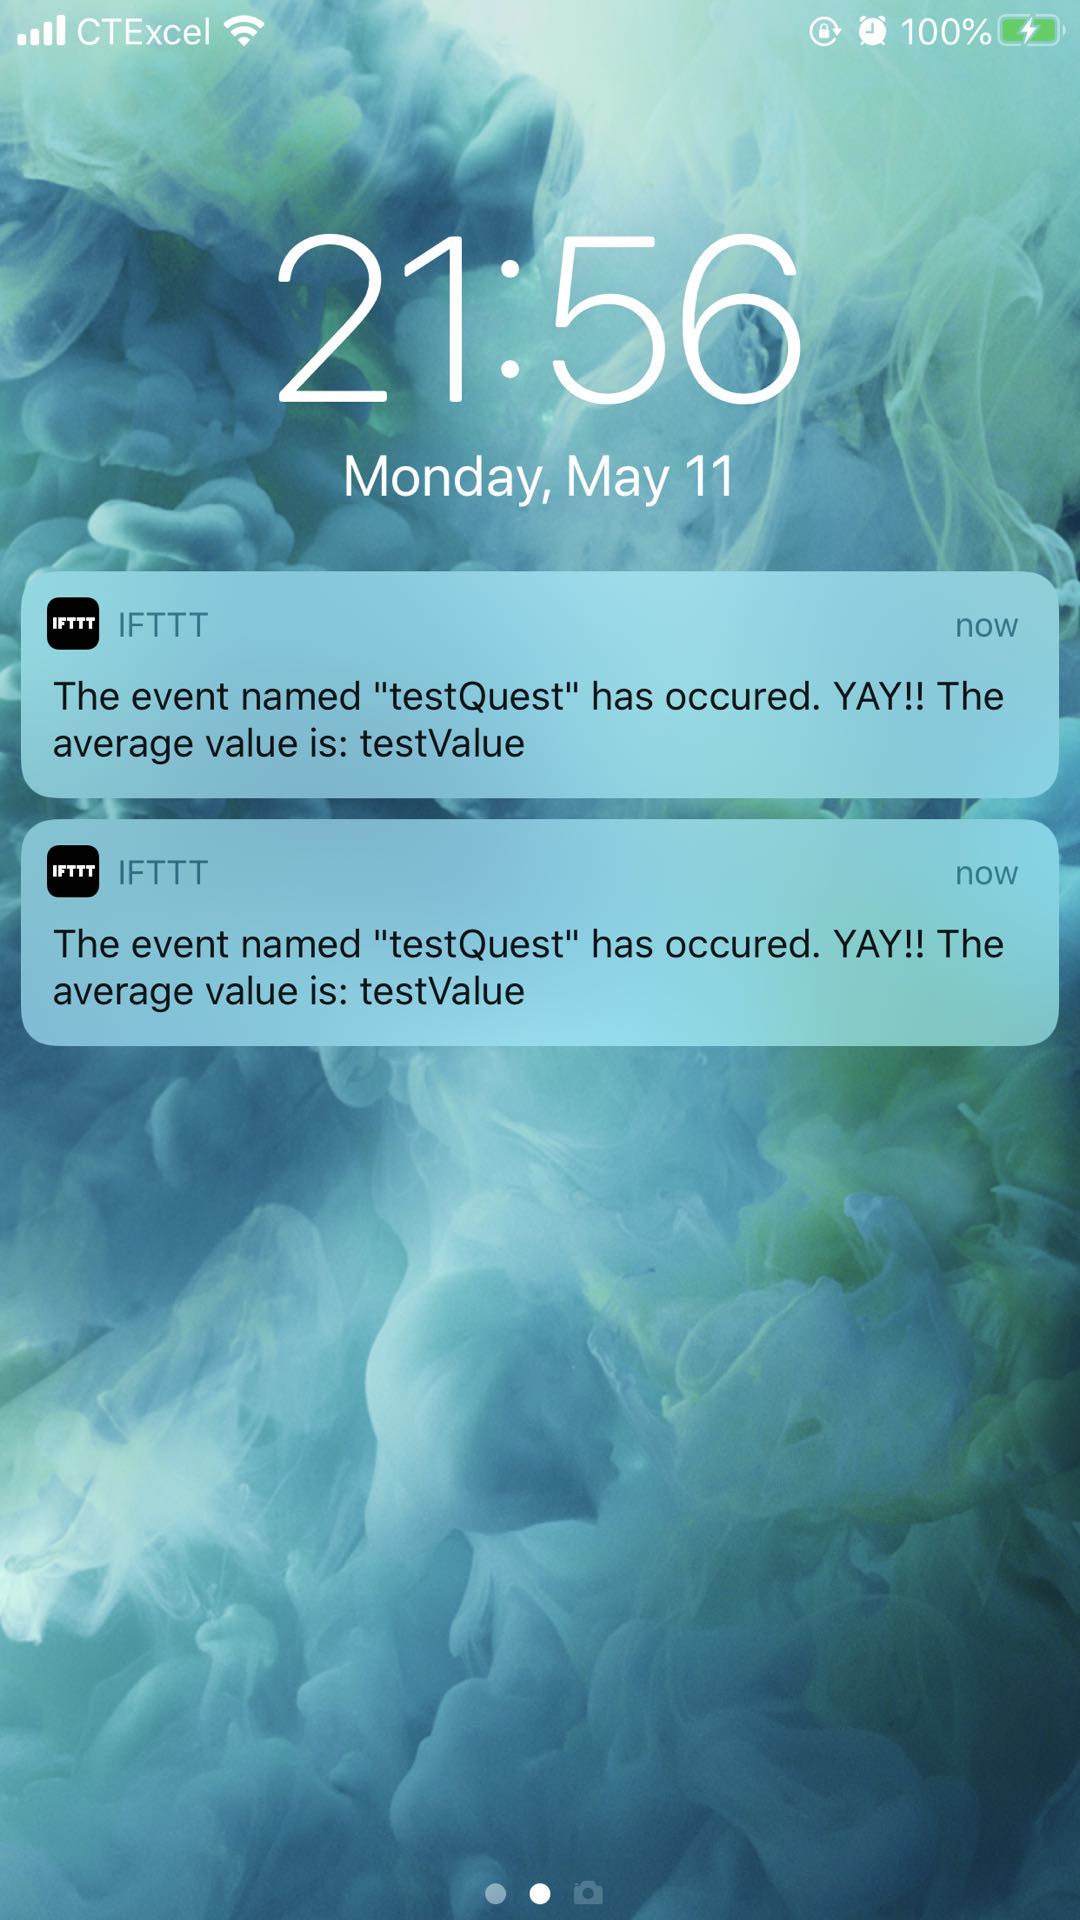 CTExcel 100%
21:56
Monday, May 11
IFTTT IFTTT now
The event named "testQuest" has occured. YAY!! The
average value is: testValue
IFTTT IFTTT now
The event named "testQuest" has occured. YAY!! The
average value is: testValue